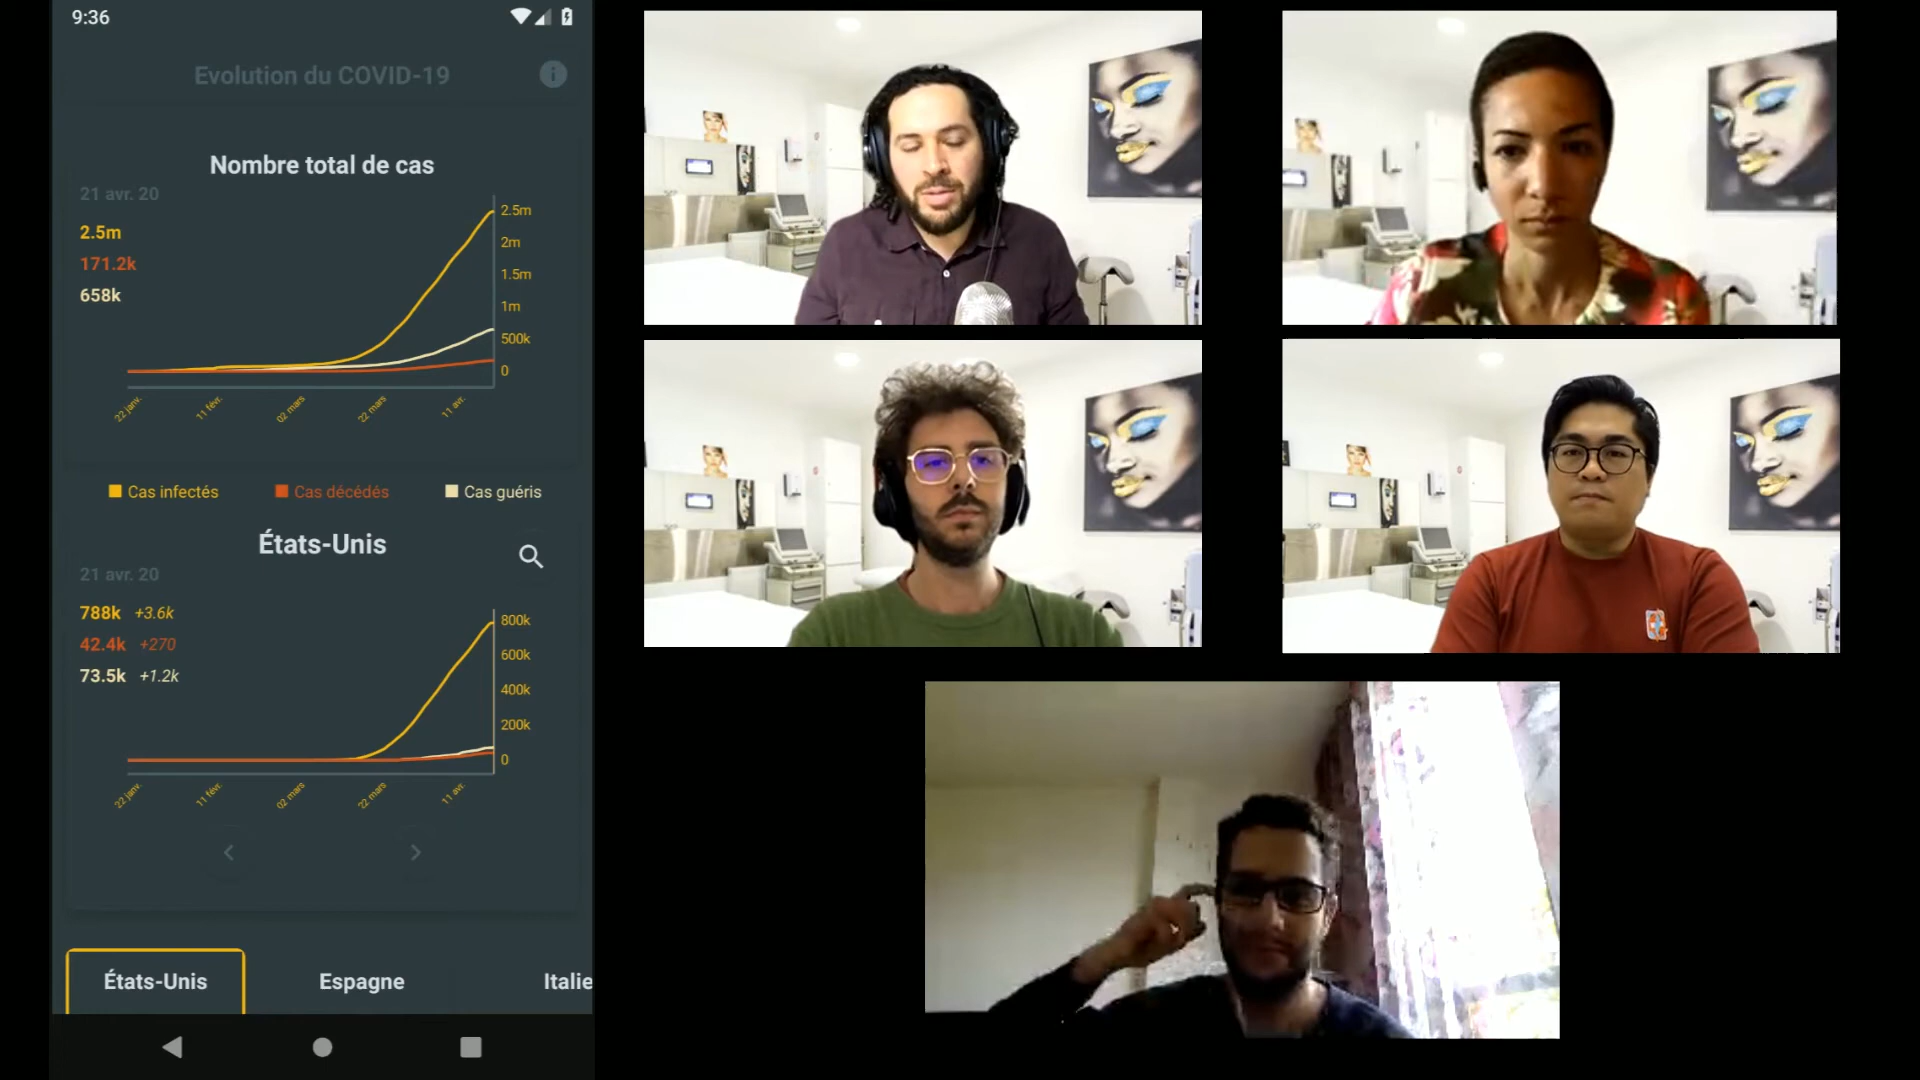 9:36
Evolution du COVID-19
Nombre total de cas
21 avr. 20
2.5m
171.2k
658k
2.5m
2m
1.5m
1m
500k
0
22 janv.
11 févr.
02 mars
22 mars
11 avr.
Cas infectés
Cas décédés
Cas guéris
États-Unis
21 avr. 20
788k +3.6k
42.4k +270
73.5k +1.2k
800k
600k
400k
200k
0
22 janv.
11 févr.
02 mars
22 mars
11 avr.
États-Unis
Espagne
Italie